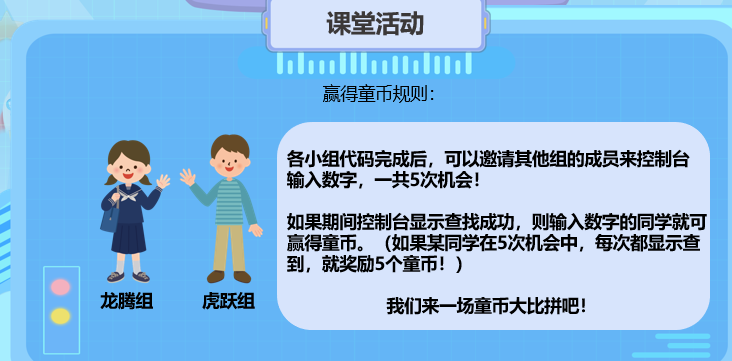 课堂活动
赢得童币规则：
各小组代码完成后，可以邀请其他组的成员来控制台
输入数字，一共5次机会！
如果期间控制台显示查找成功，则输入数字的同学就可
赢得童币。（如果某同学在5次机会中，每次都显示查
到，就奖励5个童币！）
我们来一场童币大比拼吧！
龙腾组
虎跃组